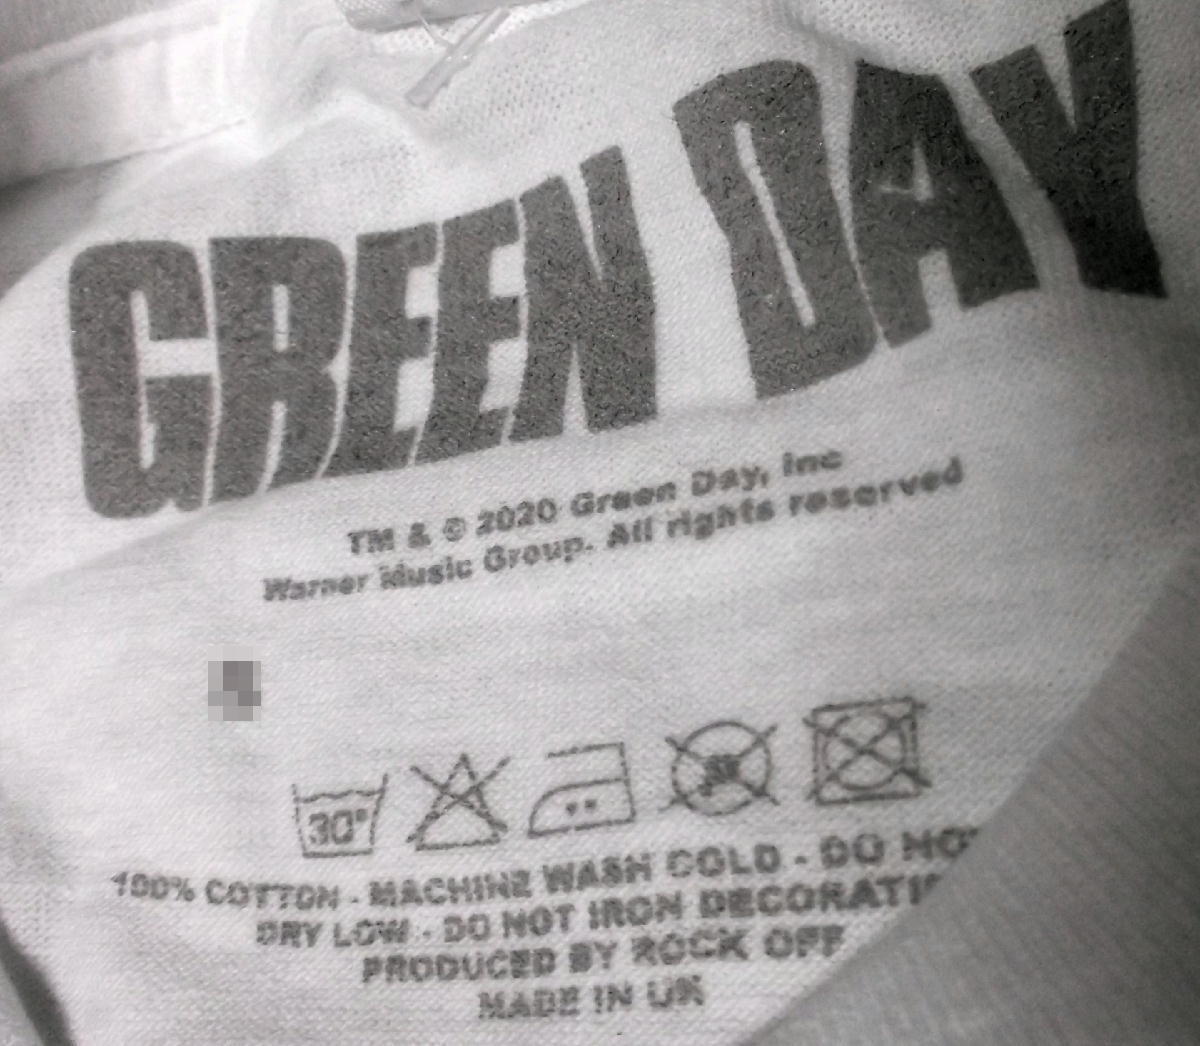 GREEN DAY
TM & © 2020 Green Day, Inc
Warner Music Group. All rights reserved
30°
100% COTTON - MACHINE WASH COLD - DO NO
DRY LOW - DO NOT IRON DECORATI
PRODUCED BY ROCK OFF
MADE IN UK